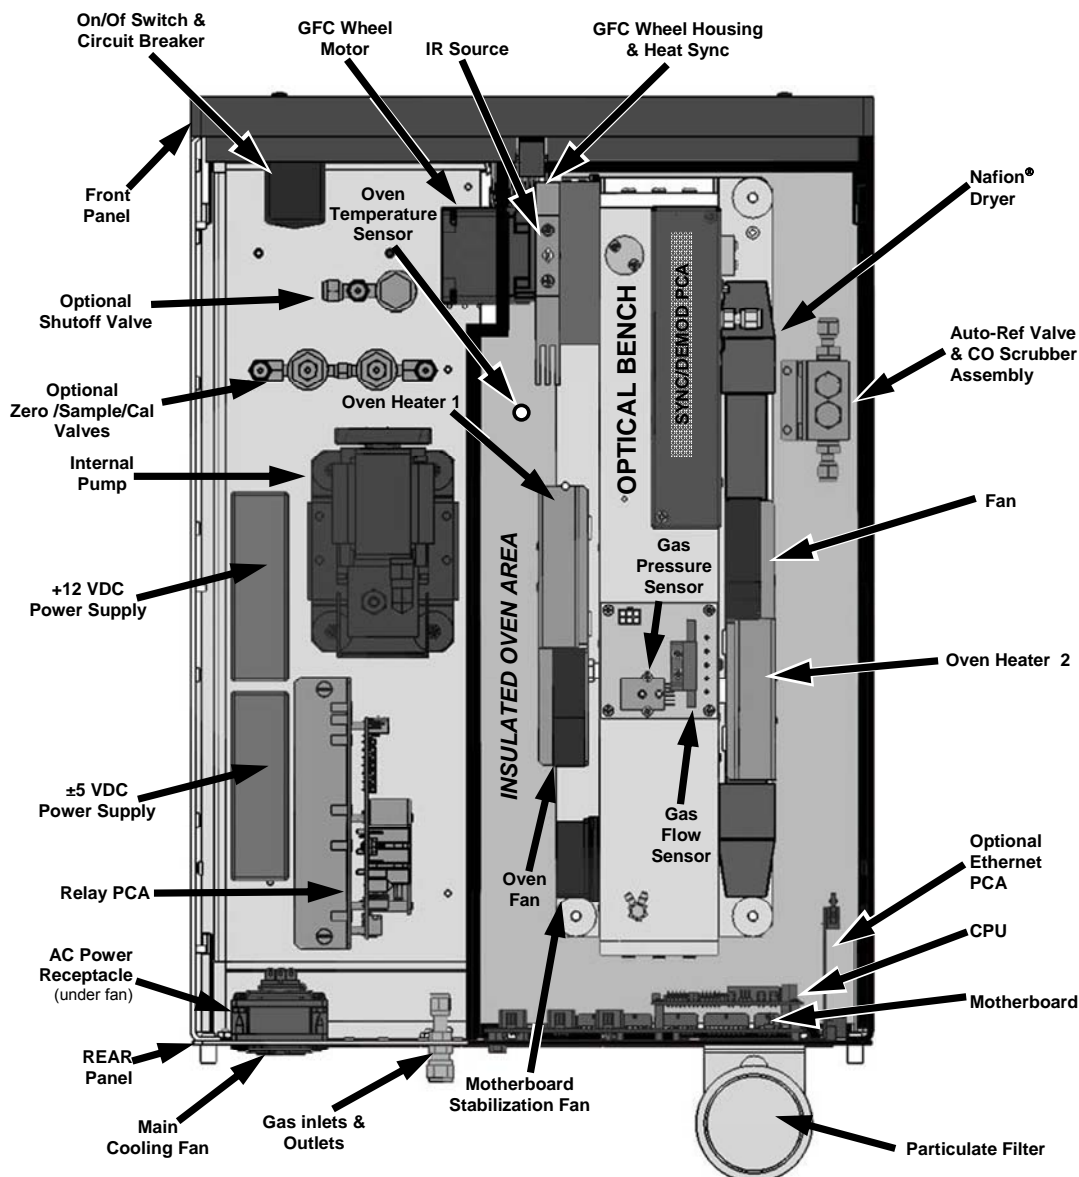 On/Of Switch &
Circuit Breaker
GFC Wheel
Motor
IR Source
GFC Wheel Housing
& Heat Sync
Front
Panel
Oven
Temperature
Sensor
Nafion®
Dryer
Optional
Shutoff Valve
OPTICAL BENCH
SYNC/DEMOD PCA
Auto-Ref Valve
& CO Scrubber
Assembly
Optional
Zero /Sample/Cal
Valves
Oven Heater 1
Internal
Pump
Fan
+12 VDC
Power Supply
INSULATED OVEN AREA
Gas
Pressure
Sensor
Oven Heater 2
±5 VDC
Power Supply
Gas
Flow
Sensor
Relay PCA
Oven
Fan
Optional
Ethernet
PCA
AC Power
Receptacle
(under fan)
CPU
Motherboard
REAR
Panel
Main
Cooling Fan
Gas inlets &
Outlets
Motherboard
Stabilization Fan
Particulate Filter